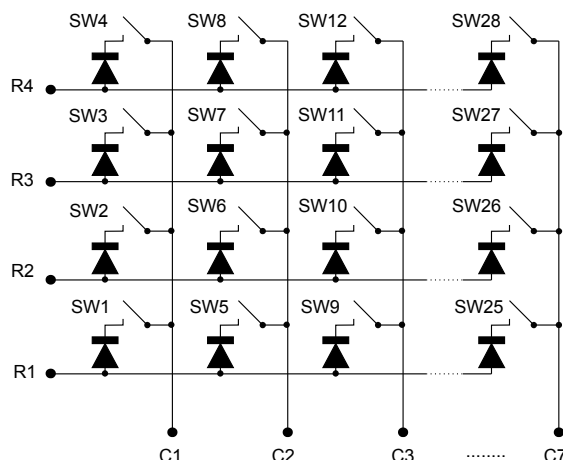 SW4 SW8 SW12 SW28
R4
SW3 SW7 SW11 SW27
R3
SW2 SW6 SW10 SW26
R2
SW1 SW5 SW9 SW25
R1
C1 C2 C3 ........ C7